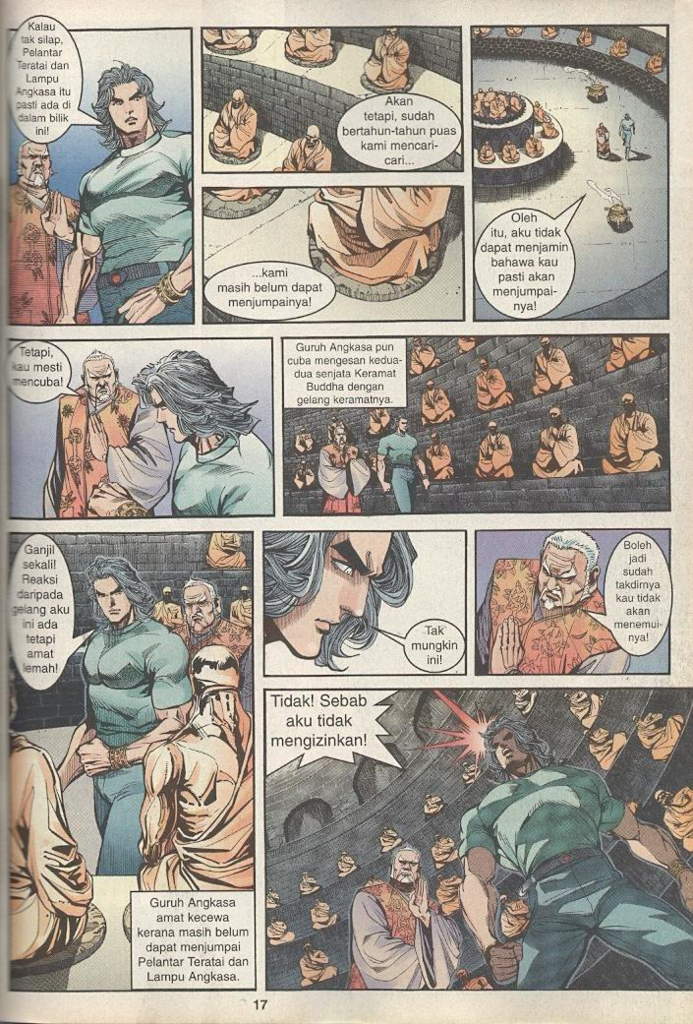 Kalau
tak silap,
Pelantar
Teratai dan
Lampu
Angkasa itu
pasti ada di
dalam bilik
ini!
Akan
tetapi, sudah
bertahun-tahun puas
kami mencari-
cari...
...kami
masih belum dapat
menjumpainya!
Oleh
itu, aku tidak
dapat menjamin
bahawa kau
pasti akan
menjumpai-
nya!
Tetapi,
kau mesti
mencuba!
Guruh Angkasa pun
cuba mengesan kedua-
dua senjata Keramat
Buddha dengan
gelang keramatnya.
Ganjil
sekali!
Reaksi
daripada
gelang aku
ini ada
tetapi
amat
lemah!
Guruh Angkasa
amat kecewa
kerana masih belum
dapat menjumpai
Pelantar Teratai dan
Lampu Angkasa.
Tak
mungkin
ini!
Boleh
jadi
sudah
takdirnya
kau tidak
akan
menemui-
nya!
Tidak! Sebab
aku tidak
mengizinkan!
17